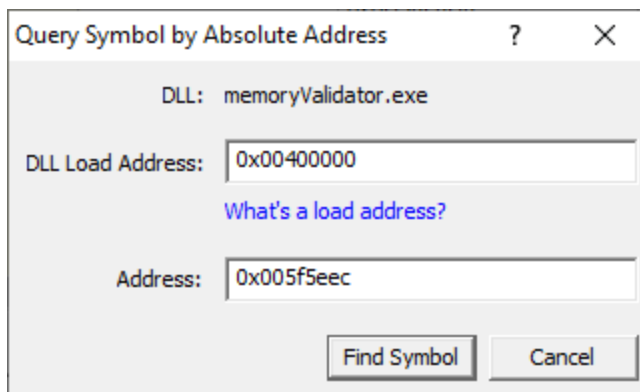 Query Symbol by Absolute Address ?
DLL: memoryValidator.exe
DLL Load Address: 0x00400000
What's a load address?
Address: 0x005f5eec
Find Symbol Cancel